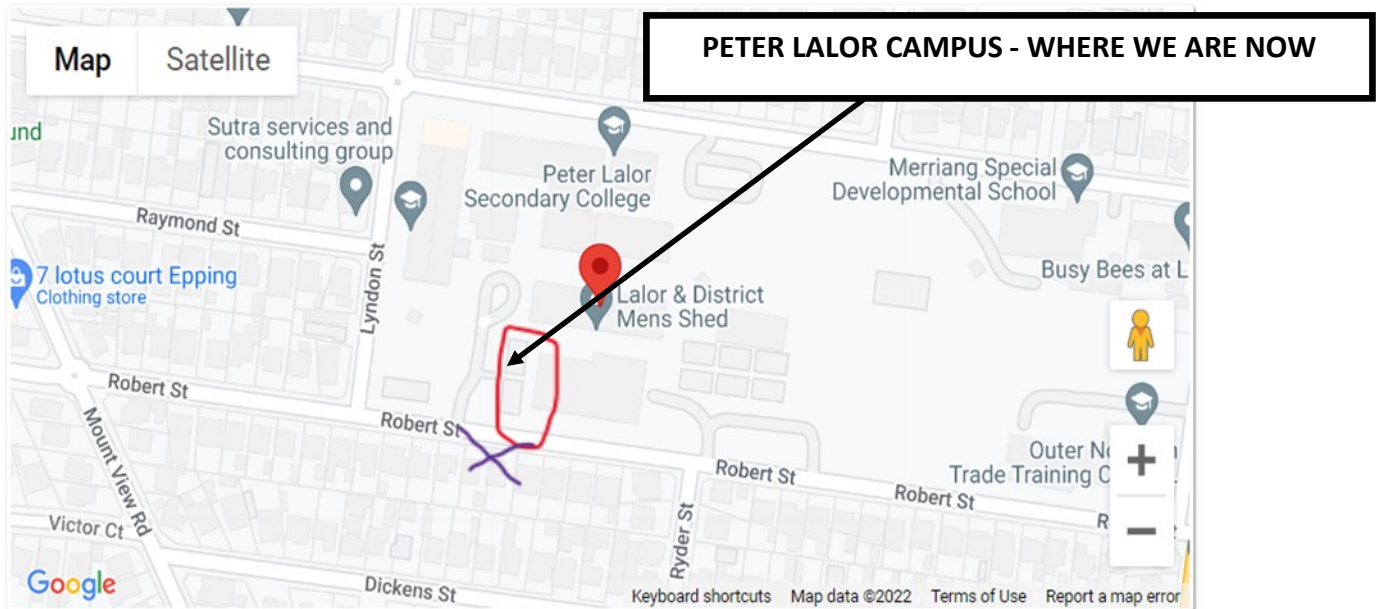 PETER LALOR CAMPUS - WHERE WE ARE NOW
Map Satellite
und
Sutra services and
consulting group
Peter Lalor
Secondary College
Merriang Special
Developmental School
Raymond St
Lyndon St
7 lotus court Epping
Clothing store
Busy Bees at L
Lalor & District
Mens Shed
Robert St
Robert St
Mount View Rd
Outer No
Trade Training C
Robert St
Robert St
R
Victor Ct
Ryder St
Dickens St
Google
Keyboard shortcuts Map data ©2022 Terms of Use Report a map error